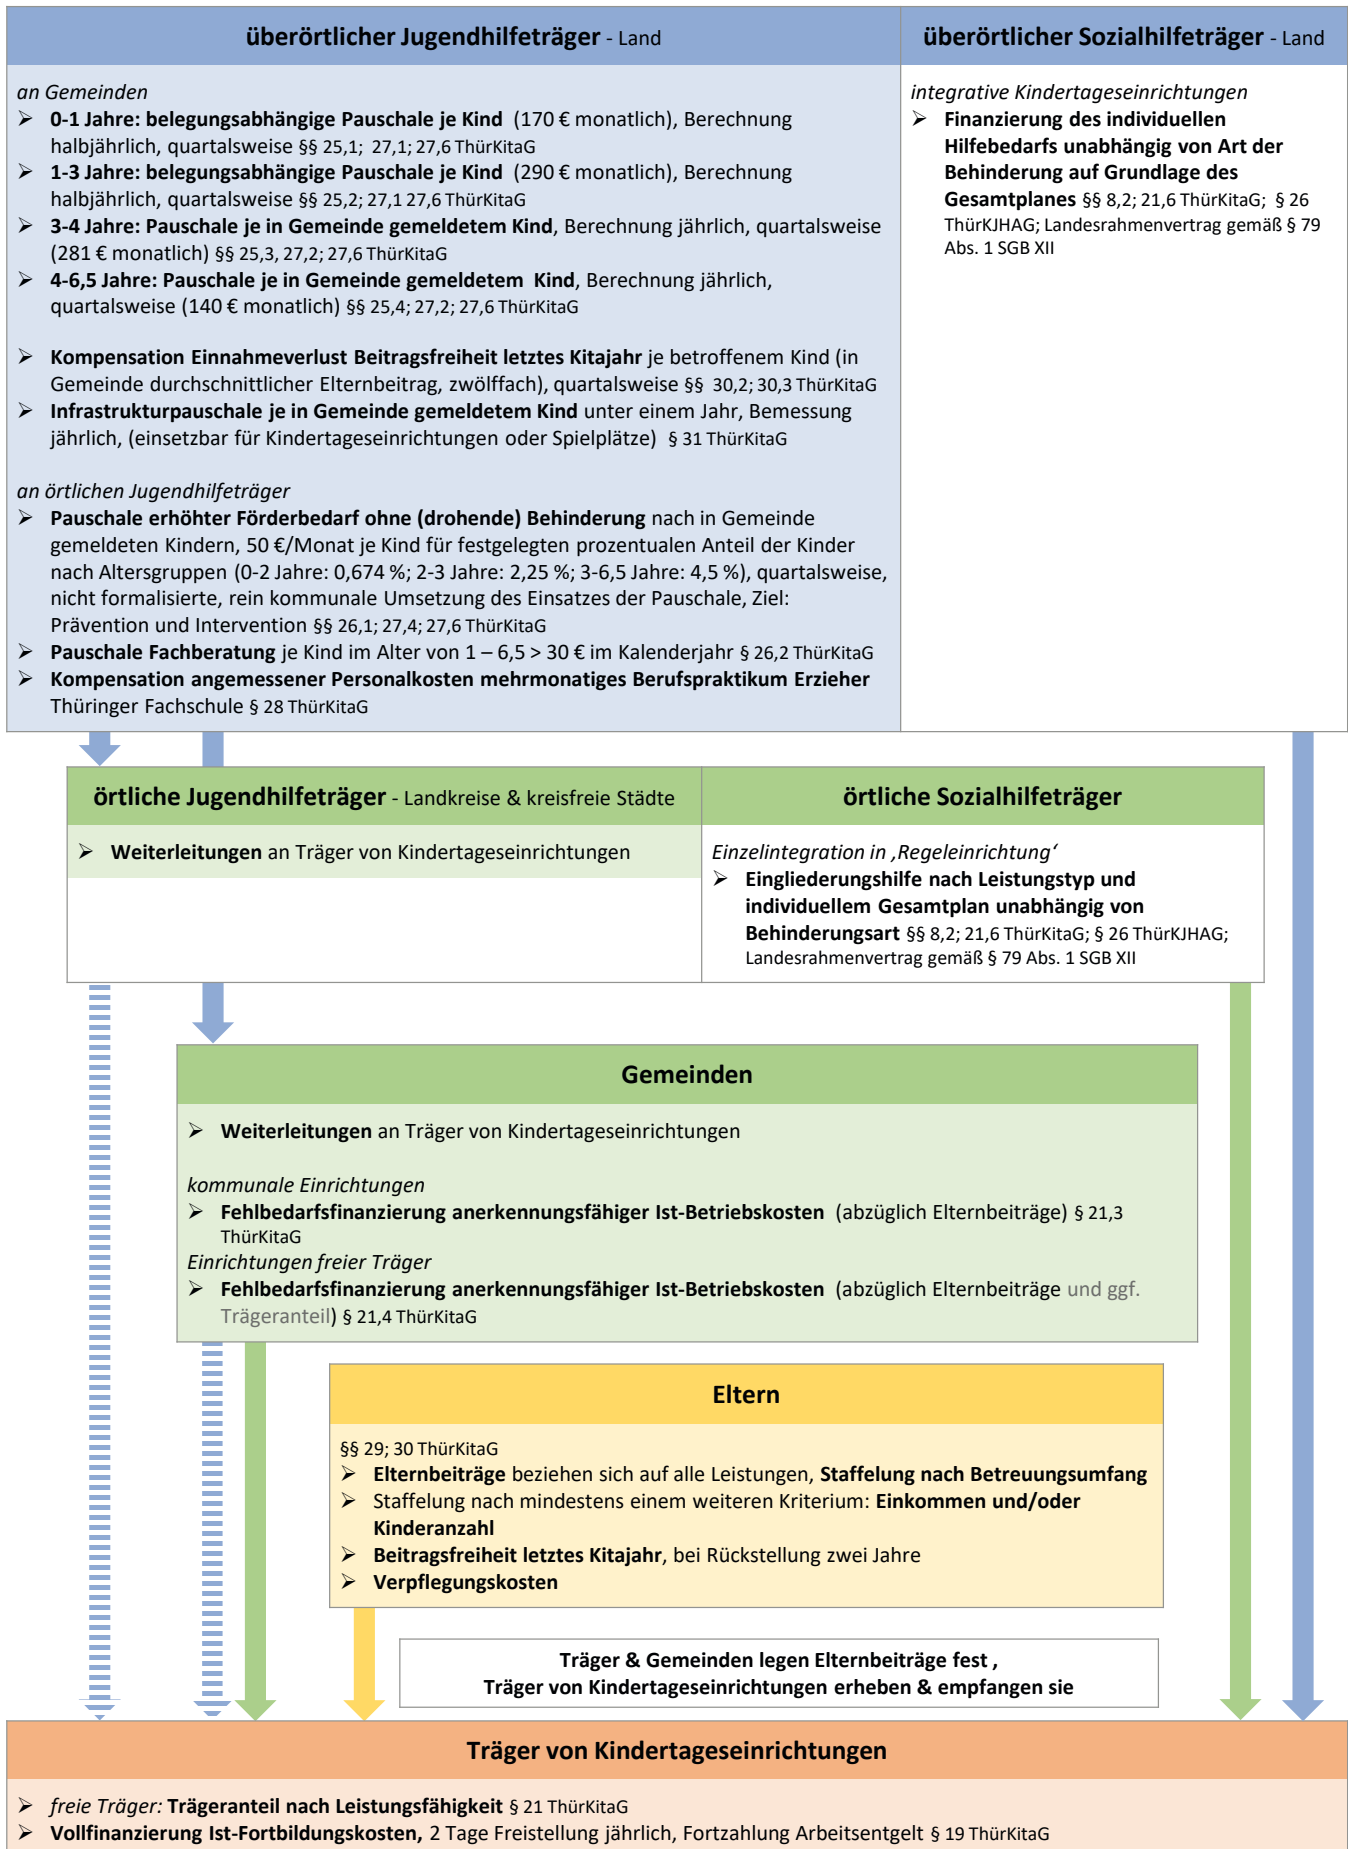 überörtlicher Jugendhilfeträger - Land
an Gemeinden
➢ 0-1 Jahre: belegungsabhängige Pauschale je Kind (170 € monatlich), Berechnung
halbjährlich, quartalsweise §§ 25,1; 27,1; 27,6 ThürKitaG
➢ 1-3 Jahre: belegungsabhängige Pauschale je Kind (290 € monatlich), Berechnung
halbjährlich, quartalsweise §§ 25,2; 27,1 27,6 ThürKitaG
➢ 3-4 Jahre: Pauschale je in Gemeinde gemeldetem Kind, Berechnung jährlich, quartalsweise
(281 € monatlich) §§ 25,3, 27,2; 27,6 ThürKitaG
➢ 4-6,5 Jahre: Pauschale je in Gemeinde gemeldetem Kind, Berechnung jährlich,
quartalsweise (140 € monatlich) §§ 25,4; 27,2; 27,6 ThürKitaG
➢ Kompensation Einnahmeverlust Beitragsfreiheit letztes Kitajahr je betroffenem Kind (in
Gemeinde durchschnittlicher Elternbeitrag, zwölffach), quartalsweise §§ 30,2; 30,3 ThürKitaG
➢ Infrastrukturpauschale je in Gemeinde gemeldetem Kind unter einem Jahr, Bemessung
jährlich, (einsetzbar für Kindertageseinrichtungen oder Spielplätze) § 31 ThürKitaG
an örtlichen Jugendhilfeträger
➢ Pauschale erhöhter Förderbedarf ohne (drohende) Behinderung nach in Gemeinde
gemeldeten Kindern, 50 €/Monat je Kind für festgelegten prozentualen Anteil der Kinder
nach Altersgruppen (0-2 Jahre: 0,674 %; 2-3 Jahre: 2,25 %; 3-6,5 Jahre: 4,5 %), quartalsweise,
nicht formalisierte, rein kommunale Umsetzung des Einsatzes der Pauschale, Ziel:
Prävention und Intervention §§ 26,1; 27,4; 27,6 ThürKitaG
➢ Pauschale Fachberatung je Kind im Alter von 1 – 6,5 > 30 € im Kalenderjahr § 26,2 ThürKitaG
➢ Kompensation angemessener Personalkosten mehrmonatiges Berufspraktikum Erzieher
Thüringer Fachschule § 28 ThürKitaG
überörtlicher Sozialhilfeträger - Land
integrative Kindertageseinrichtungen
➢ Finanzierung des individuellen
Hilfebedarfs unabhängig von Art der
Behinderung auf Grundlage des
Gesamtplanes §§ 8,2; 21,6 ThürKitaG; § 26
ThürKJHAG; Landesrahmenvertrag gemäß § 79
Abs. 1 SGB XII
örtliche Jugendhilfeträger - Landkreise & kreisfreie Städte
➢ Weiterleitungen an Träger von Kindertageseinrichtungen
örtliche Sozialhilfeträger
Einzelintegration in ‚Regeleinrichtung‘
➢ Eingliederungshilfe nach Leistungstyp und
individuellem Gesamtplan unabhängig von
Behinderungsart §§ 8,2; 21,6 ThürKitaG; § 26 ThürKJHAG;
Landesrahmenvertrag gemäß § 79 Abs. 1 SGB XII
Gemeinden
➢ Weiterleitungen an Träger von Kindertageseinrichtungen
kommunale Einrichtungen
➢ Fehlbedarfsfinanzierung anerkennungsfähiger Ist-Betriebskosten (abzüglich Elternbeiträge) § 21,3
ThürKitaG
Einrichtungen freier Träger
➢ Fehlbedarfsfinanzierung anerkennungsfähiger Ist-Betriebskosten (abzüglich Elternbeiträge und ggf.
Trägeranteil) § 21,4 ThürKitaG
Eltern
§§ 29; 30 ThürKitaG
➢ Elternbeiträge beziehen sich auf alle Leistungen, Staffelung nach Betreuungsumfang
➢ Staffelung nach mindestens einem weiteren Kriterium: Einkommen und/oder
Kinderanzahl
➢ Beitragsfreiheit letztes Kitajahr, bei Rückstellung zwei Jahre
➢ Verpflegungskosten
Träger & Gemeinden legen Elternbeiträge fest ,
Träger von Kindertageseinrichtungen erheben & empfangen sie
Träger von Kindertageseinrichtungen
➢ freie Träger: Trägeranteil nach Leistungsfähigkeit § 21 ThürKitaG
➢ Vollfinanzierung Ist-Fortbildungskosten, 2 Tage Freistellung jährlich, Fortzahlung Arbeitsentgelt § 19 ThürKitaG